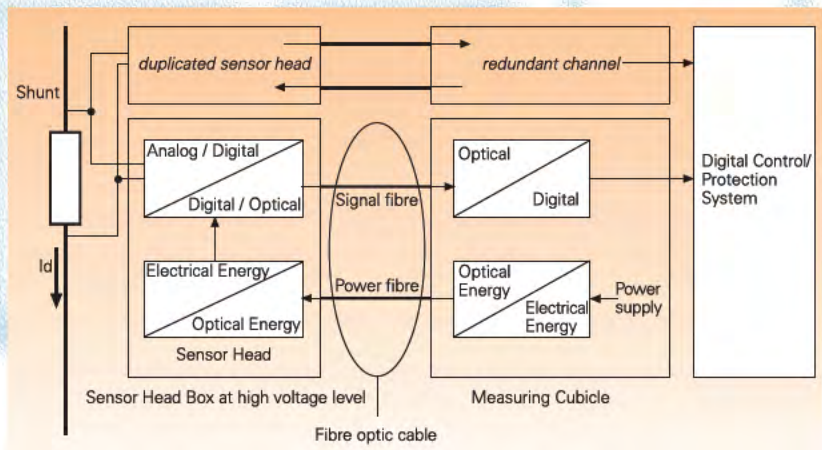 duplicated sensor head
redundant channel
Shunt
Analog / Digital
Digital / Optical
Signal fibre
Optical
Digital
Digital Control/
Protection
System
Id
Electrical Energy
Optical Energy
Power fibre
Optical
Energy
Electrical
Energy
Power
supply
Sensor Head
Sensor Head Box at high voltage level
Measuring Cubicle
Fibre optic cable